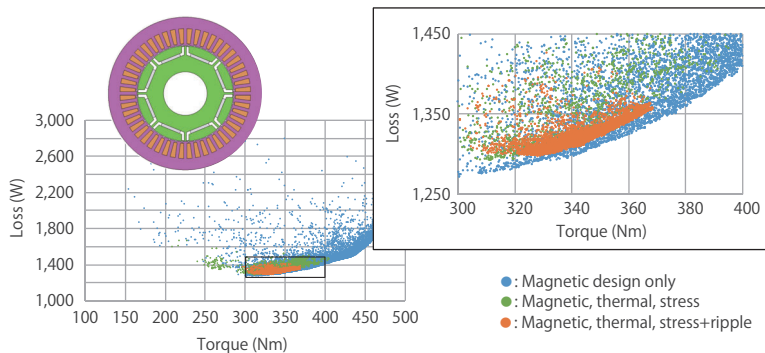 3,000
2,600
2,200
1,800
1,400
1,000
Loss (W)
100 150 200 250 300 350 400 450 500
Torque (Nm)
1,450
1,350
1,250
Loss (W)
300 320 340 360 380 400
Torque (Nm)
: Magnetic design only
: Magnetic, thermal, stress
: Magnetic, thermal, stress+ripple